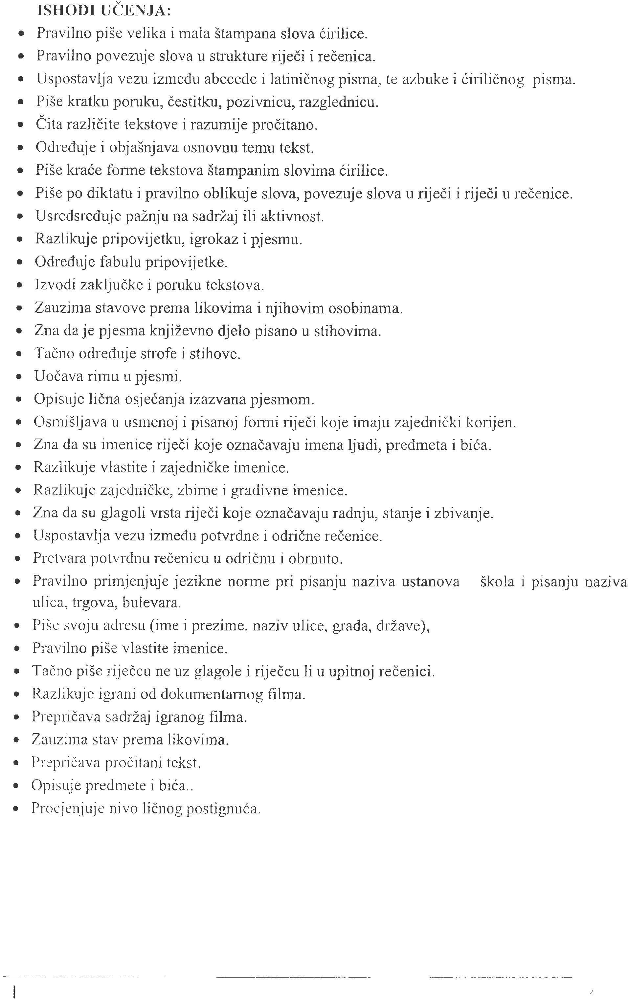 ISHODI UČENJA:
• Pravilno piše velika i mala štampana slova ćirilice.
• Pravilno povezuje slova u strukture riječi i rečenica.
• Uspostavlja vezu između abecede i latiničnog pisma, te azbuke i ćiriličnog pisma.
• Piše kratku poruku, čestitku, pozivnicu, razglednicu.
• Čita različite tekstove i razumije pročitano.
• Određuje i objašnjava osnovnu temu tekst.
• Piše kraće forme tekstova štampanim slovima ćirilice.
• Piše po diktatu i pravilno oblikuje slova, povezuje slova u riječi i riječi u rečenice.
• Usredsređuje pažnju na sadržaj ili aktivnost.
• Razlikuje pripovijetku, igrokaz i pjesmu.
• Određuje fabulu pripovijetke.
• Izvodi zaključke i poruku tekstova.
• Zauzima stavove prema likovima i njihovim osobinama.
• Zna da je pjesma književno djelo pisano u stihovima.
• Tačno određuje strofe i stihove.
• Uočava rimu u pjesmi.
• Opisuje lična osjećanja izazvana pjesmom.
• Osmišljava u usmenoj i pisanoj formi riječi koje imaju zajednički korijen.
• Zna da su imenice riječi koje označavaju imena ljudi, predmeta i bića.
• Razlikuje vlastite i zajedničke imenice.
• Razlikuje zajedničke, zbirne i gradivne imenice.
• Zna da su glagoli vrsta riječi koje označavaju radnju, stanje i zbivanje.
• Uspostavlja vezu između potvrdne i odrične rečenice.
• Pretvara potvrdnu rečenicu u odričnu i obrnuto.
• Pravilno primjenjuje jezikne norme pri pisanju naziva ustanova škola i pisanju naziva
ulica, trgova, bulevara.
• Piše svoju adresu (ime i prezime, naziv ulice, grada, države),
• Pravilno piše vlastite imenice.
• Tačno piše riječcu ne uz glagole i riječcu li u upitnoj rečenici.
• Razlikuje igrani od dokumentarnog filma.
• Prepričava sadržaj igranog filma.
• Zauzima stav prema likovima.
• Prepričava pročitani tekst.
• Opisuje predmete i bića..
• Procjenjuje nivo ličnog postignuća.